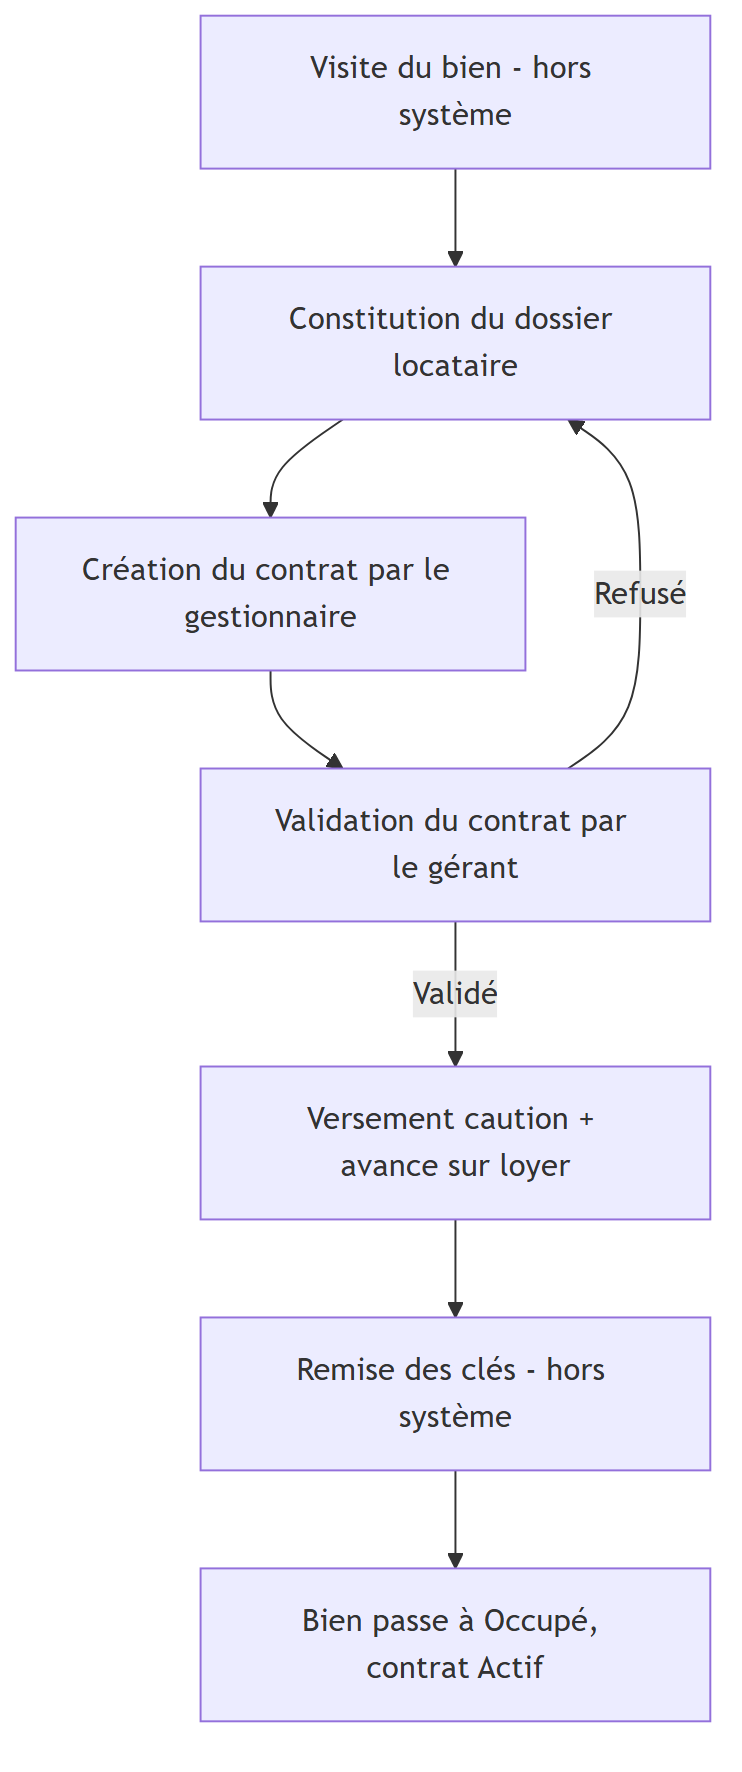 Visite du bien - hors
système
Constitution du dossier
locataire
Création du contrat par le
gestionnaire
Refusé
Validation du contrat par
le gérant
Validé
Versement caution +
avance sur loyer
Remise des clés - hors
système
Bien passe à Occupé,
contrat Actif